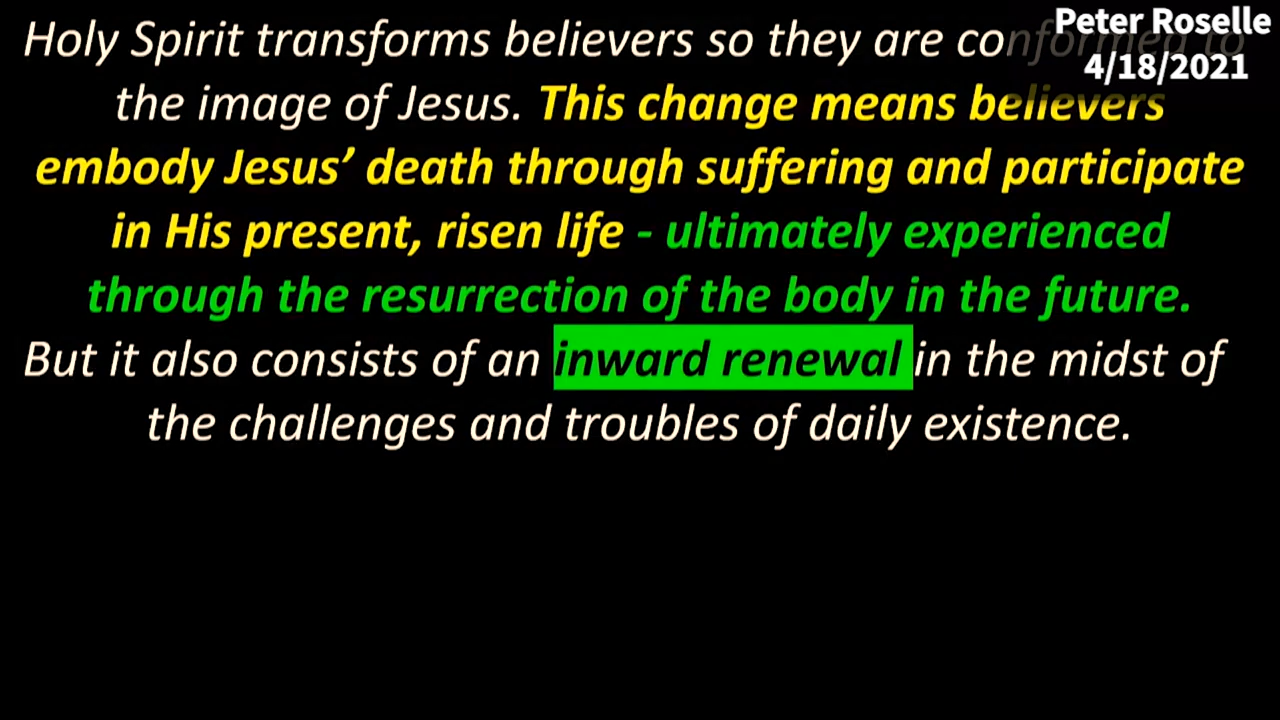 Holy Spirit transforms believers so they are conformed to
Peter Roselle
4/18/2021
the image of Jesus. This change means believers
embody Jesus’ death through suffering and participate
in His present, risen life - ultimately experienced
through the resurrection of the body in the future.
But it also consists of an inward renewal in the midst of
the challenges and troubles of daily existence.